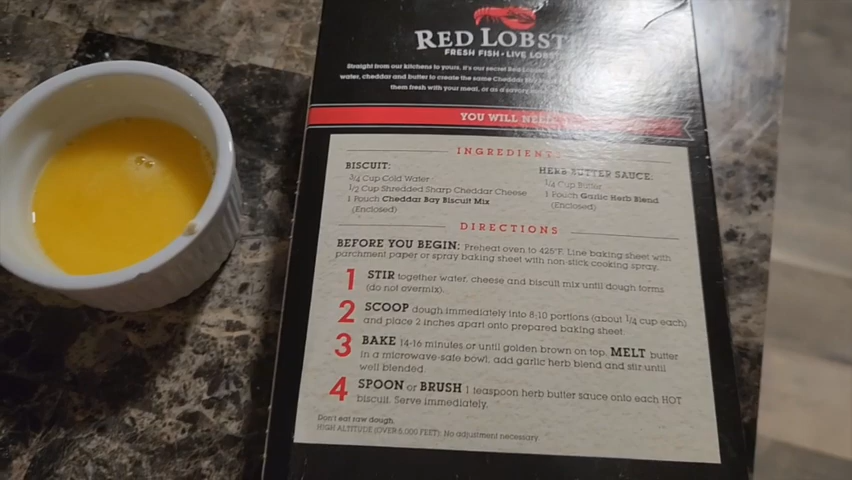 RED LOBST
FRESH FISH • LIVE LOBST
Straight from our kitchens to yours. It's our secret Red Lo
water, cheddar and butter to create the same Cheddar Bay
them fresh with your meal, or as a savory
YOU WILL NEED
INGREDIENT
BISCUIT:
3/4 Cup Cold Water
1/2 Cup Shredded Sharp Cheddar Cheese
1 Pouch Cheddar Bay Biscuit Mix
(Enclosed)
HERB BUTTER SAUCE:
1/4 Cup Butter
1 Pouch Garlic Herb Blend
(Enclosed)
DIRECTIONS
BEFORE YOU BEGIN: Preheat oven to 425°F. Line baking sheet with
parchment paper or spray baking sheet with non-stick cooking spray.
1 STIR together water, cheese and biscuit mix until dough forms
(do not overmix).
2 SCOOP dough immediately into 8-10 portions (about 1/4 cup each)
and place 2 inches apart onto prepared baking sheet.
3 BAKE 14-16 minutes or until golden brown on top. MELT butter
in a microwave-safe bowl; add garlic herb blend and stir until
well blended.
4 SPOON or BRUSH 1 teaspoon herb butter sauce onto each HOT
biscuit. Serve immediately.
Don't eat raw dough.
HIGH ALTITUDE (OVER 5,000 FEET): No adjustment necessary